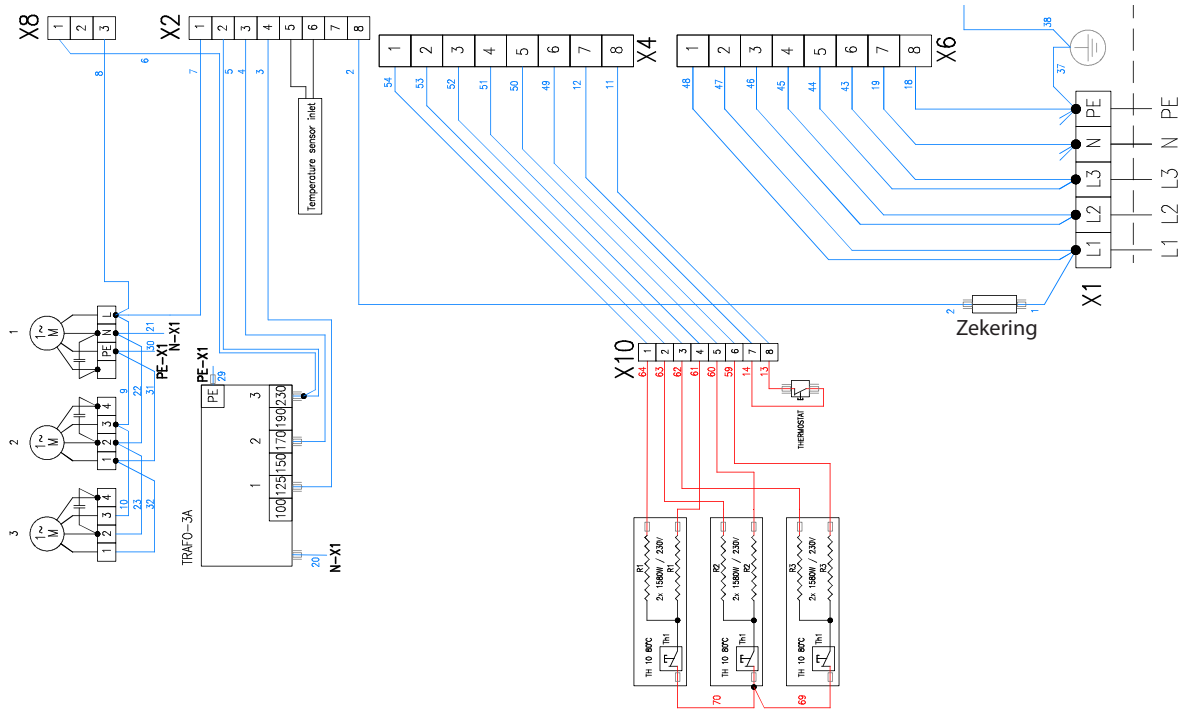 X8
1 2 3
X2
1 2 3 4 5 6 7 8
1 2 3 4 5 6 7 8
X4
1 2 3 4 5 6 7 8
X6
38
37
8
6
7
5
4
3
2
Temperature sensor inlet
54 53 52 51 50 49 12 11
48 47 46 45 44 43 19 18
PE PE
N N
L3 L3
L2 L2
L1 L1
X1
2
1
Zekering
1
1~
M
L
N
PE
21
N-X1
30
PE-X1
9
22
31
2
1~
M
4
3
2
1
10
23
32
3
1~
M
4
3
2
1
PE-X1
29
PE
TRAFO-3A
3
2
1
230
190
170
150
125
100
20
N-X1
X10
1 2 3 4 5 6 7 8
64 63 62 61 60 59 14 13
THERMOSTAT
R1
R1
2x 1580W / 230V
TH 10 80°C
Th1
R2
R2
2x 1580W / 230V
TH 10 80°C
Th1
R3
R3
2x 1580W / 230V
TH 10 80°C
Th1
70
69